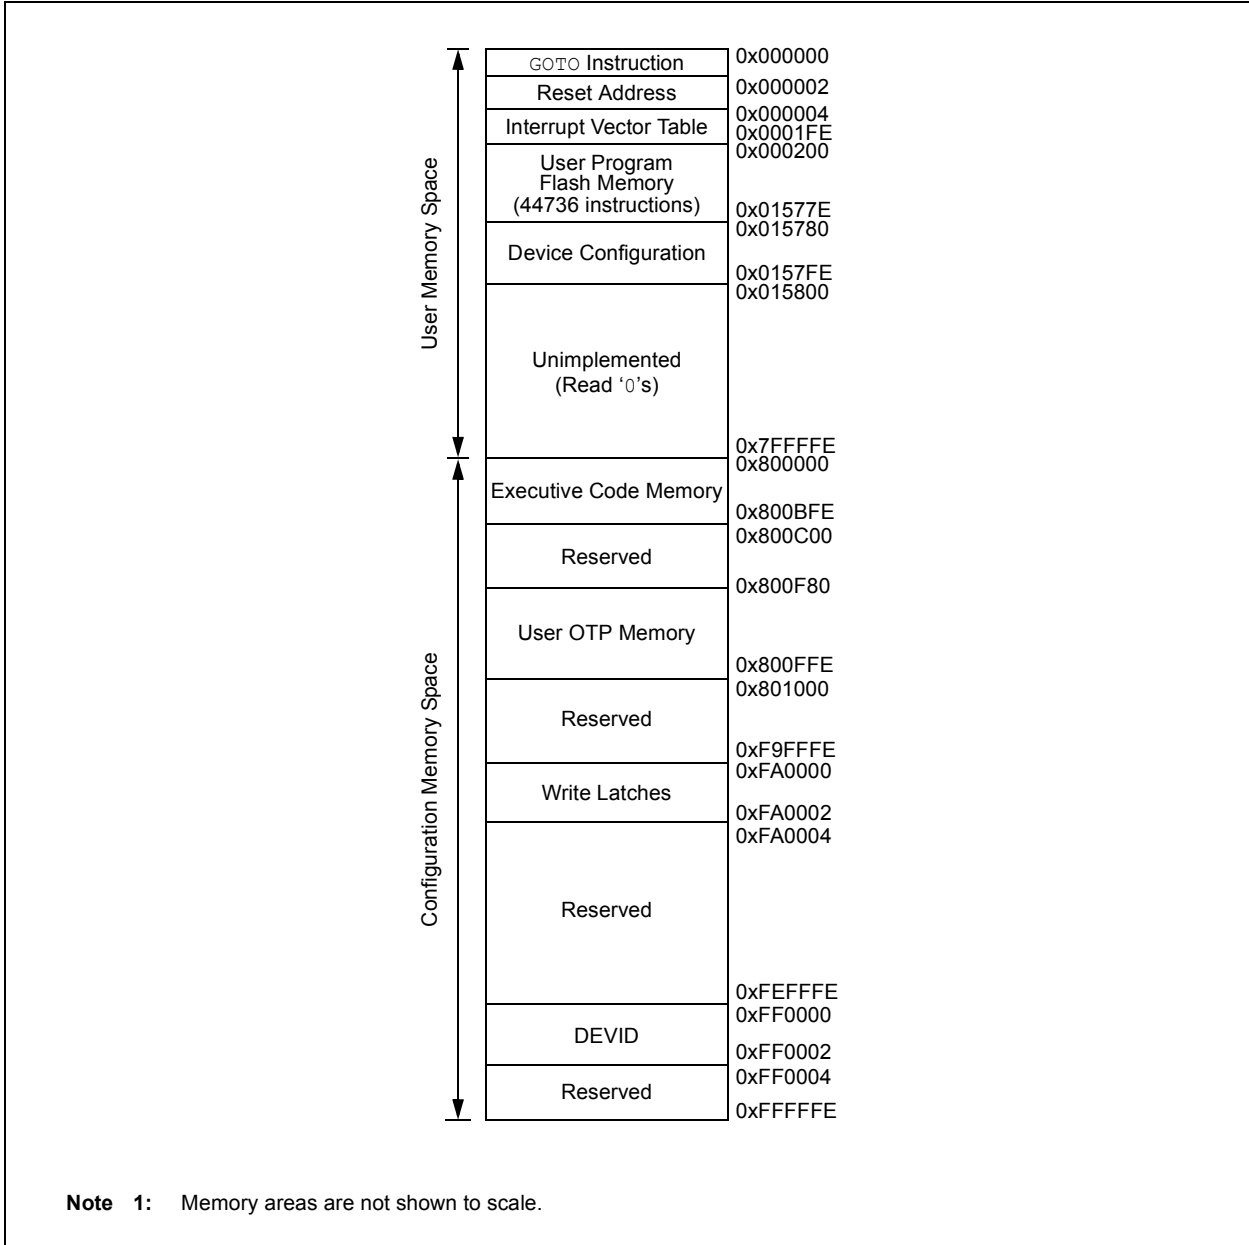 GOTO Instruction
0x000000
Reset Address
0x000002
Interrupt Vector Table
0x000004
0x0001FE
User Program
Flash Memory
(44736 instructions)
0x000200
0x01577E
Device Configuration
0x015780
0x0157FE
Unimplemented
(Read ‘0’s)
0x015800
0x7FFFFE
User Memory Space
Executive Code Memory
0x800000
0x800BFE
Reserved
0x800C00
User OTP Memory
0x800F80
0x800FFE
Reserved
0x801000
0xF9FFFE
Write Latches
0xFA0000
0xFA0002
Reserved
0xFA0004
0xFEFFFE
DEVID
0xFF0000
0xFF0002
Reserved
0xFF0004
0xFFFFFE
Configuration Memory Space
Note 1: Memory areas are not shown to scale.